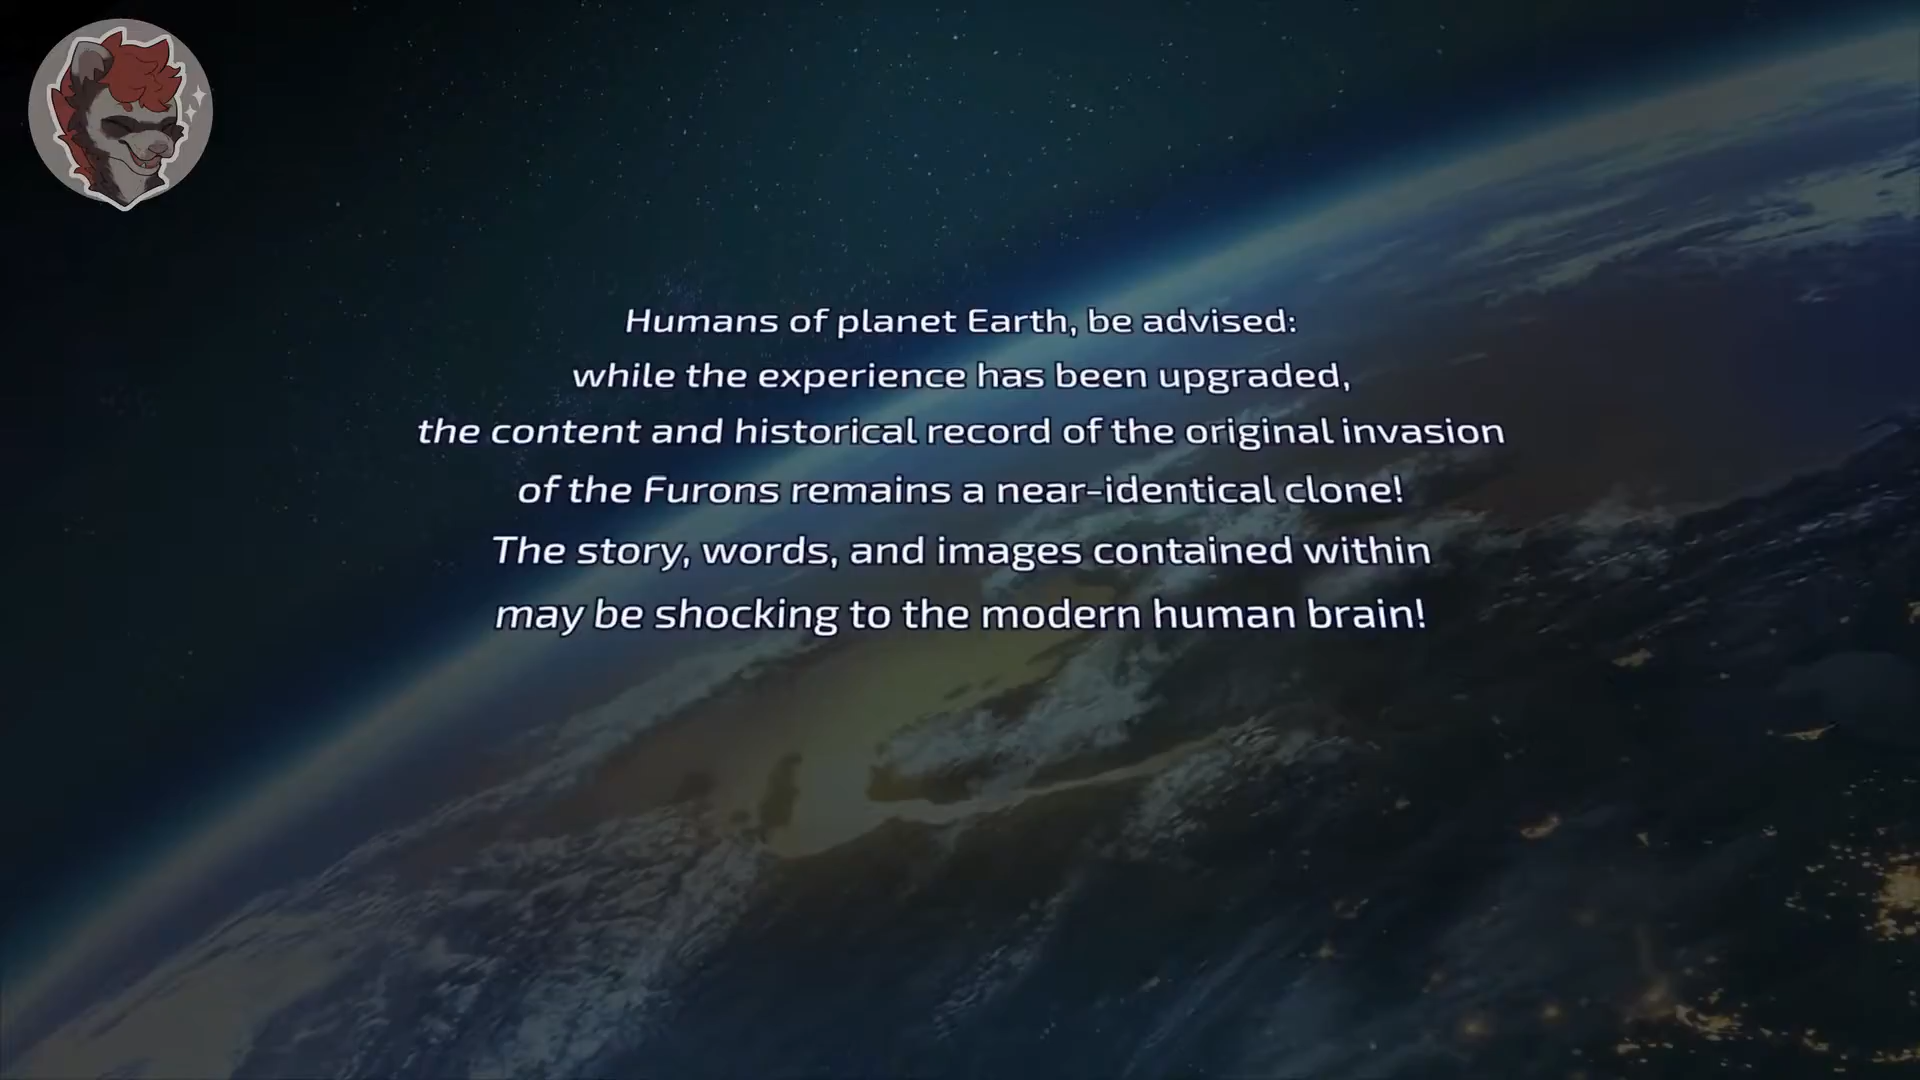 Humans of planet Earth, be advised:
while the experience has been upgraded,
the content and historical record of the original invasion
of the Furons remains a near-identical clone!
The story, words, and images contained within
may be shocking to the modern human brain!